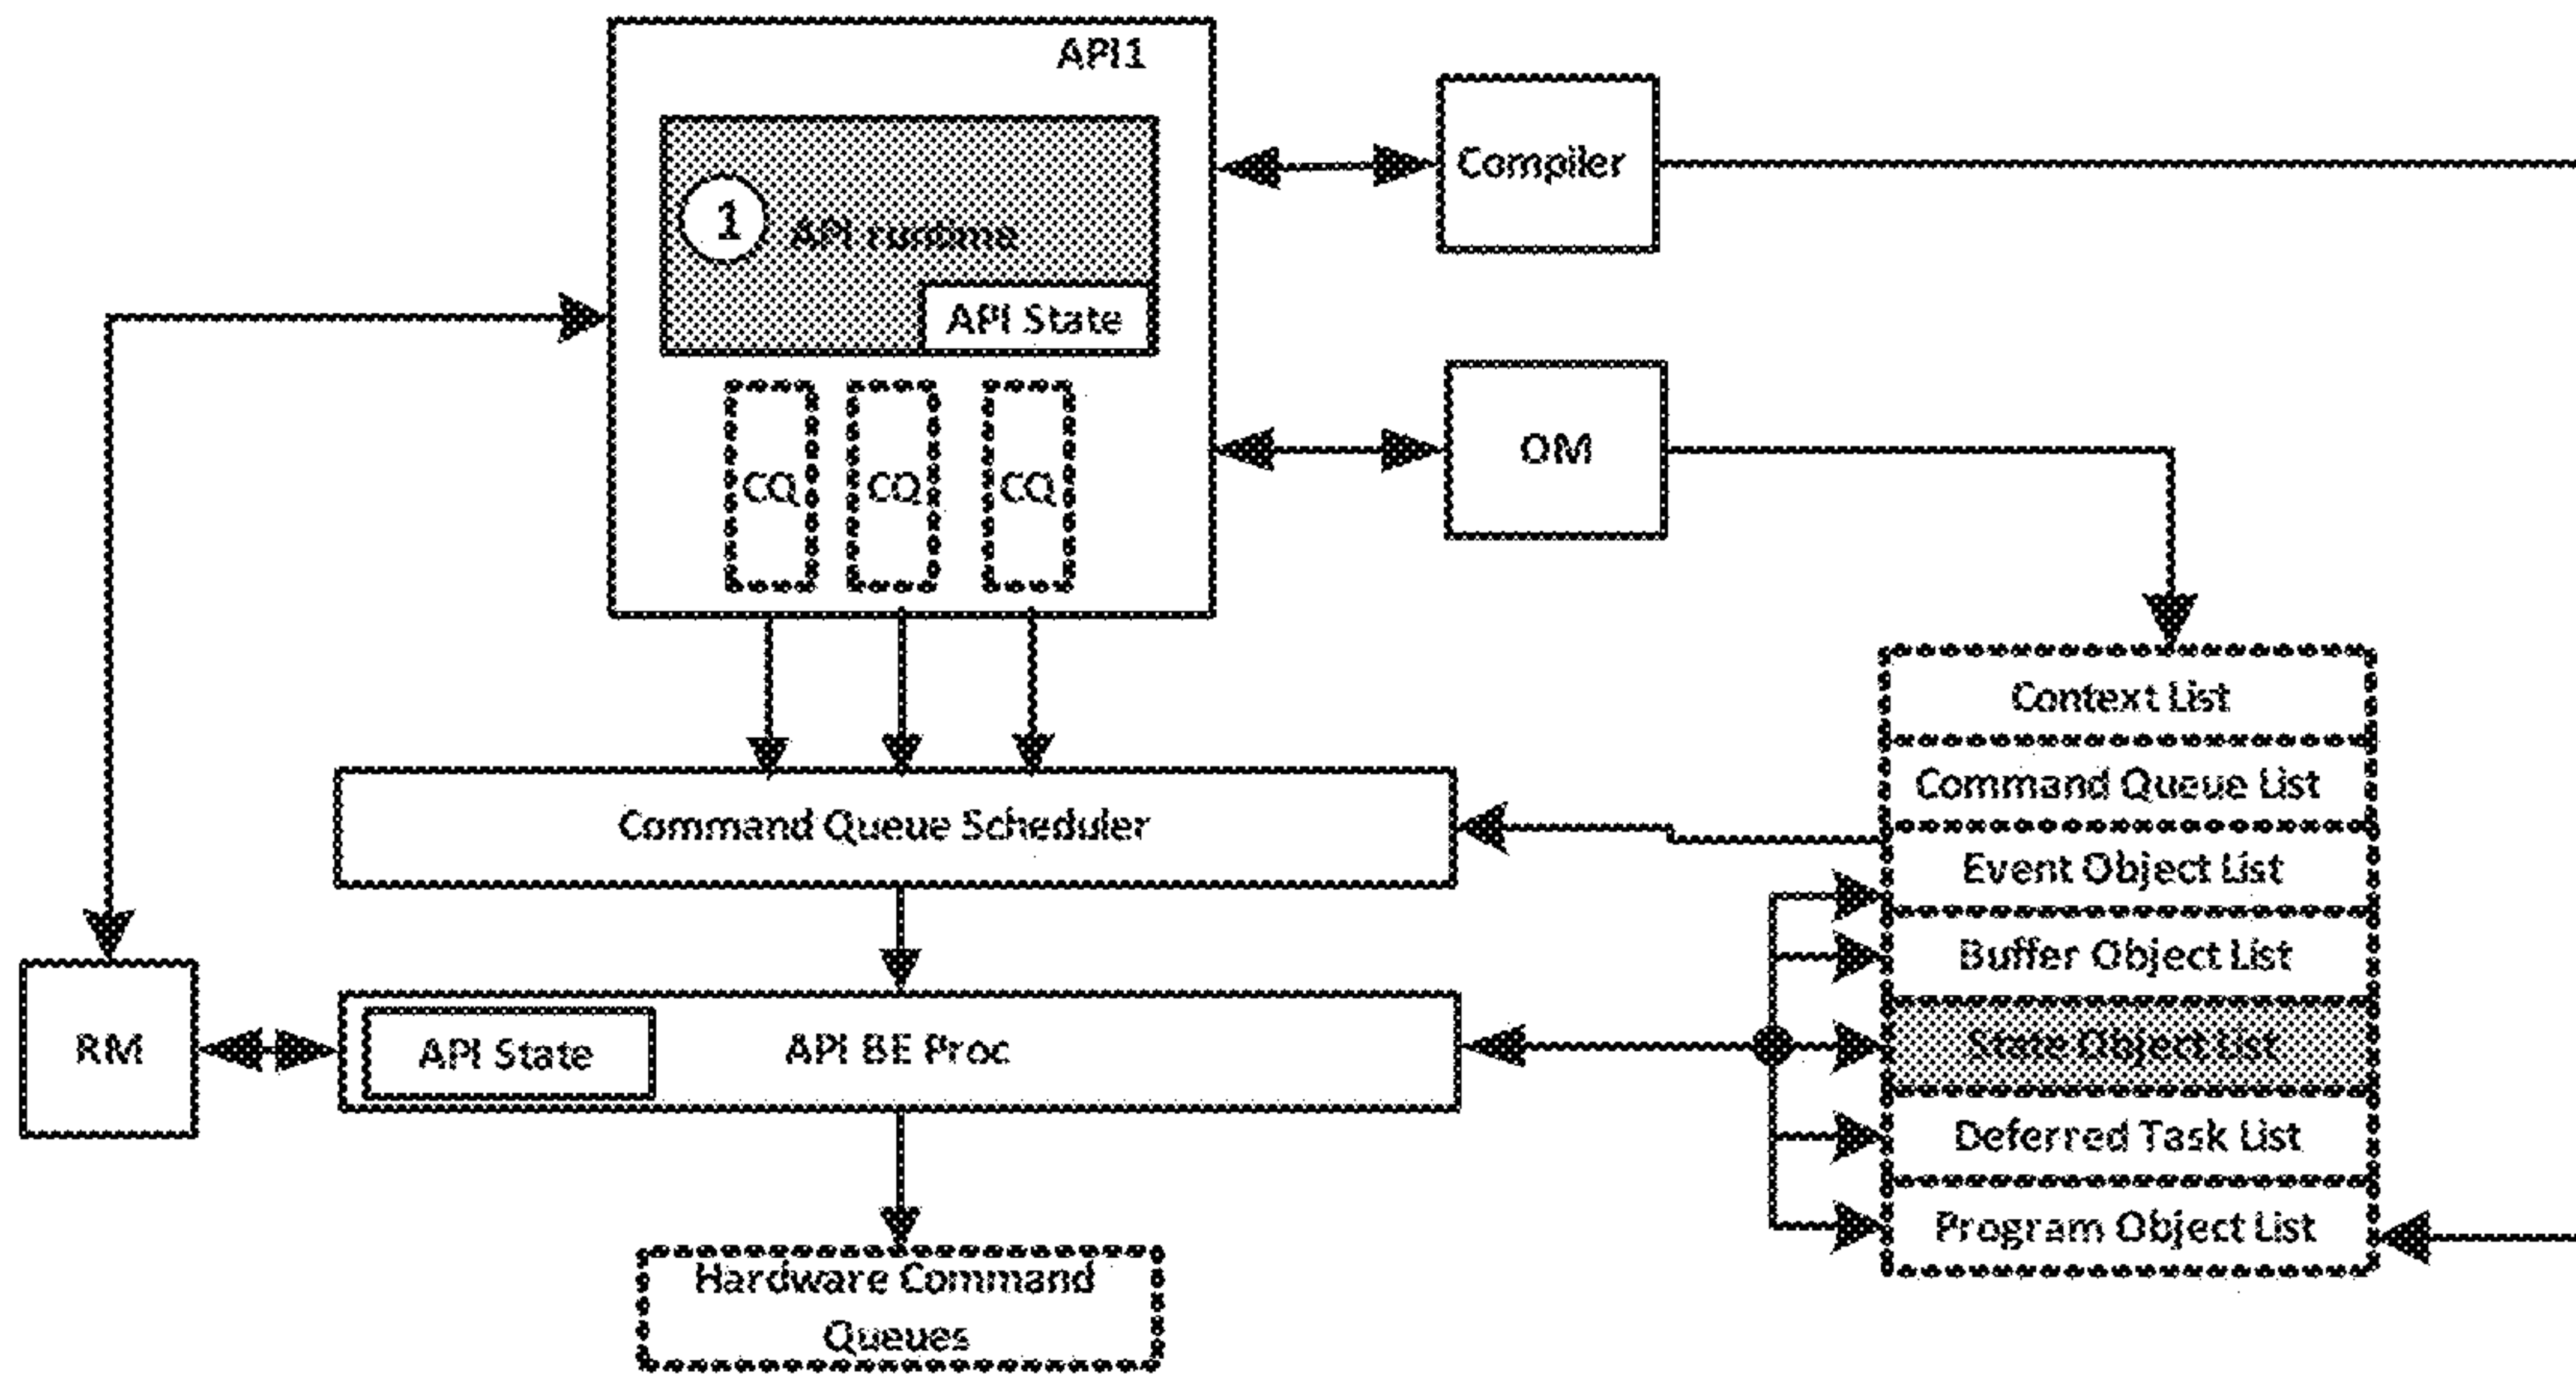 API1
1
API runtime
API State
Compiler
CQ
CQ
CQ
OM
Context List
Command Queue List
Command Queue Scheduler
Event Object List
Buffer Object List
RM
API State
API BE Proc
State Object List
Deferred Task List
Program Object List
Hardware Command
Queues